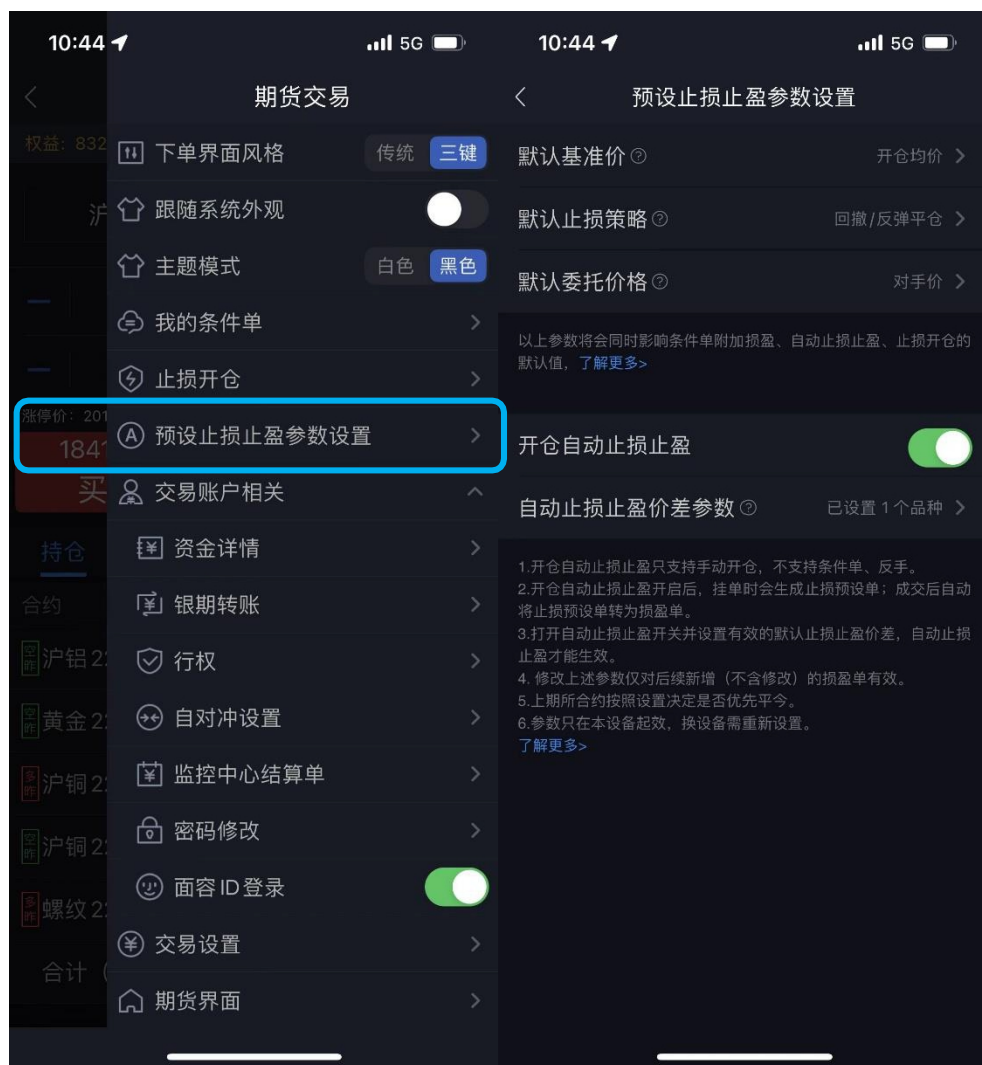 10:44
5G
期货交易
权益: 832
下单界面风格
传统
三键
沪
跟随系统外观
主题模式
白色
黑色
我的条件单
止损开仓
涨停价: 201
预设止损止盈参数设置
1841
买
交易账户相关
持仓
资金详情
合约
银期转账
空昨
沪铝 2
行权
空昨
黄金 2
自对冲设置
多昨
沪铜 2
监控中心结算单
空昨
沪铜 2
密码修改
多昨
螺纹 2
面容 ID 登录
交易设置
合计
期货界面
10:44
5G
预设止损止盈参数设置
默认基准价
开仓均价
默认止损策略
回撤/反弹平仓
默认委托价格
对手价
以上参数将会同时影响条件单附加损盈、自动止损止盈、止损开仓的
默认值，了解更多>
开仓自动止损止盈
自动止损止盈价差参数
已设置 1 个品种
1.开仓自动止损止盈只支持手动开仓，不支持条件单、反手。
2.开仓自动止损止盈开启后，挂单时会生成止损预设单；成交后自动
将止损预设单转为损盈单。
3.打开自动止损止盈开关并设置有效的默认止损止盈价差，自动止损
止盈才能生效。
4. 修改上述参数仅对后续新增（不含修改）的损盈单有效。
5.上期所合约按照设置决定是否优先平今。
6.参数只在本设备起效，换设备需重新设置。
了解更多>